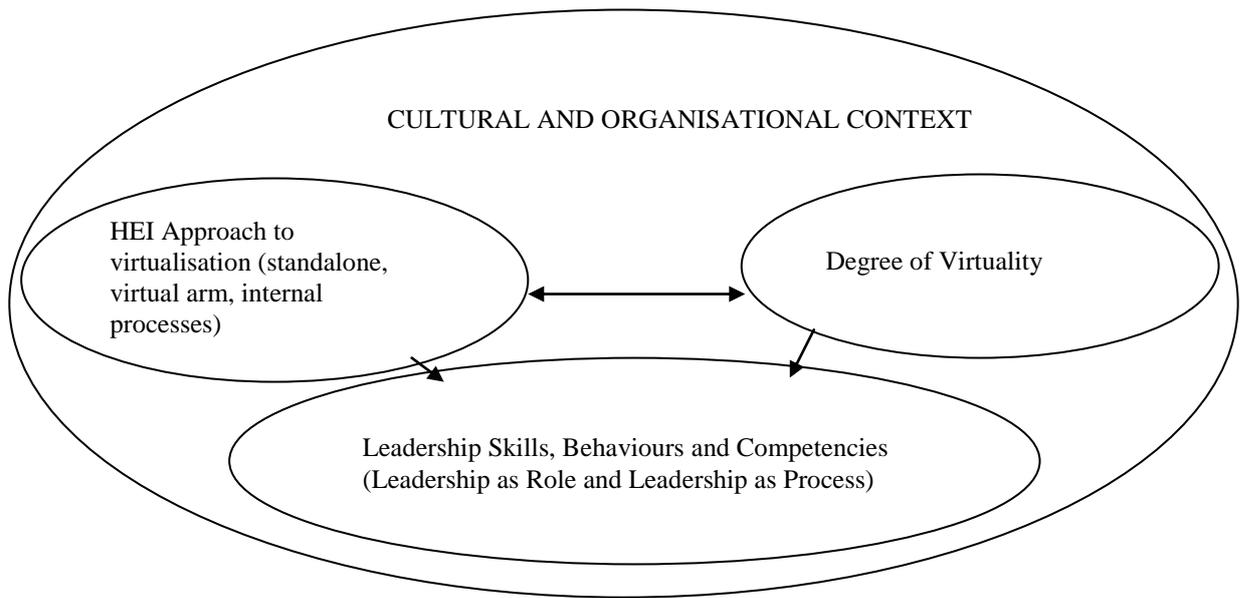 CULTURAL AND ORGANISATIONAL CONTEXT
HEI Approach to
virtualisation (standalone,
virtual arm, internal
processes)
Degree of Virtuality
Leadership Skills, Behaviours and Competencies
(Leadership as Role and Leadership as Process)